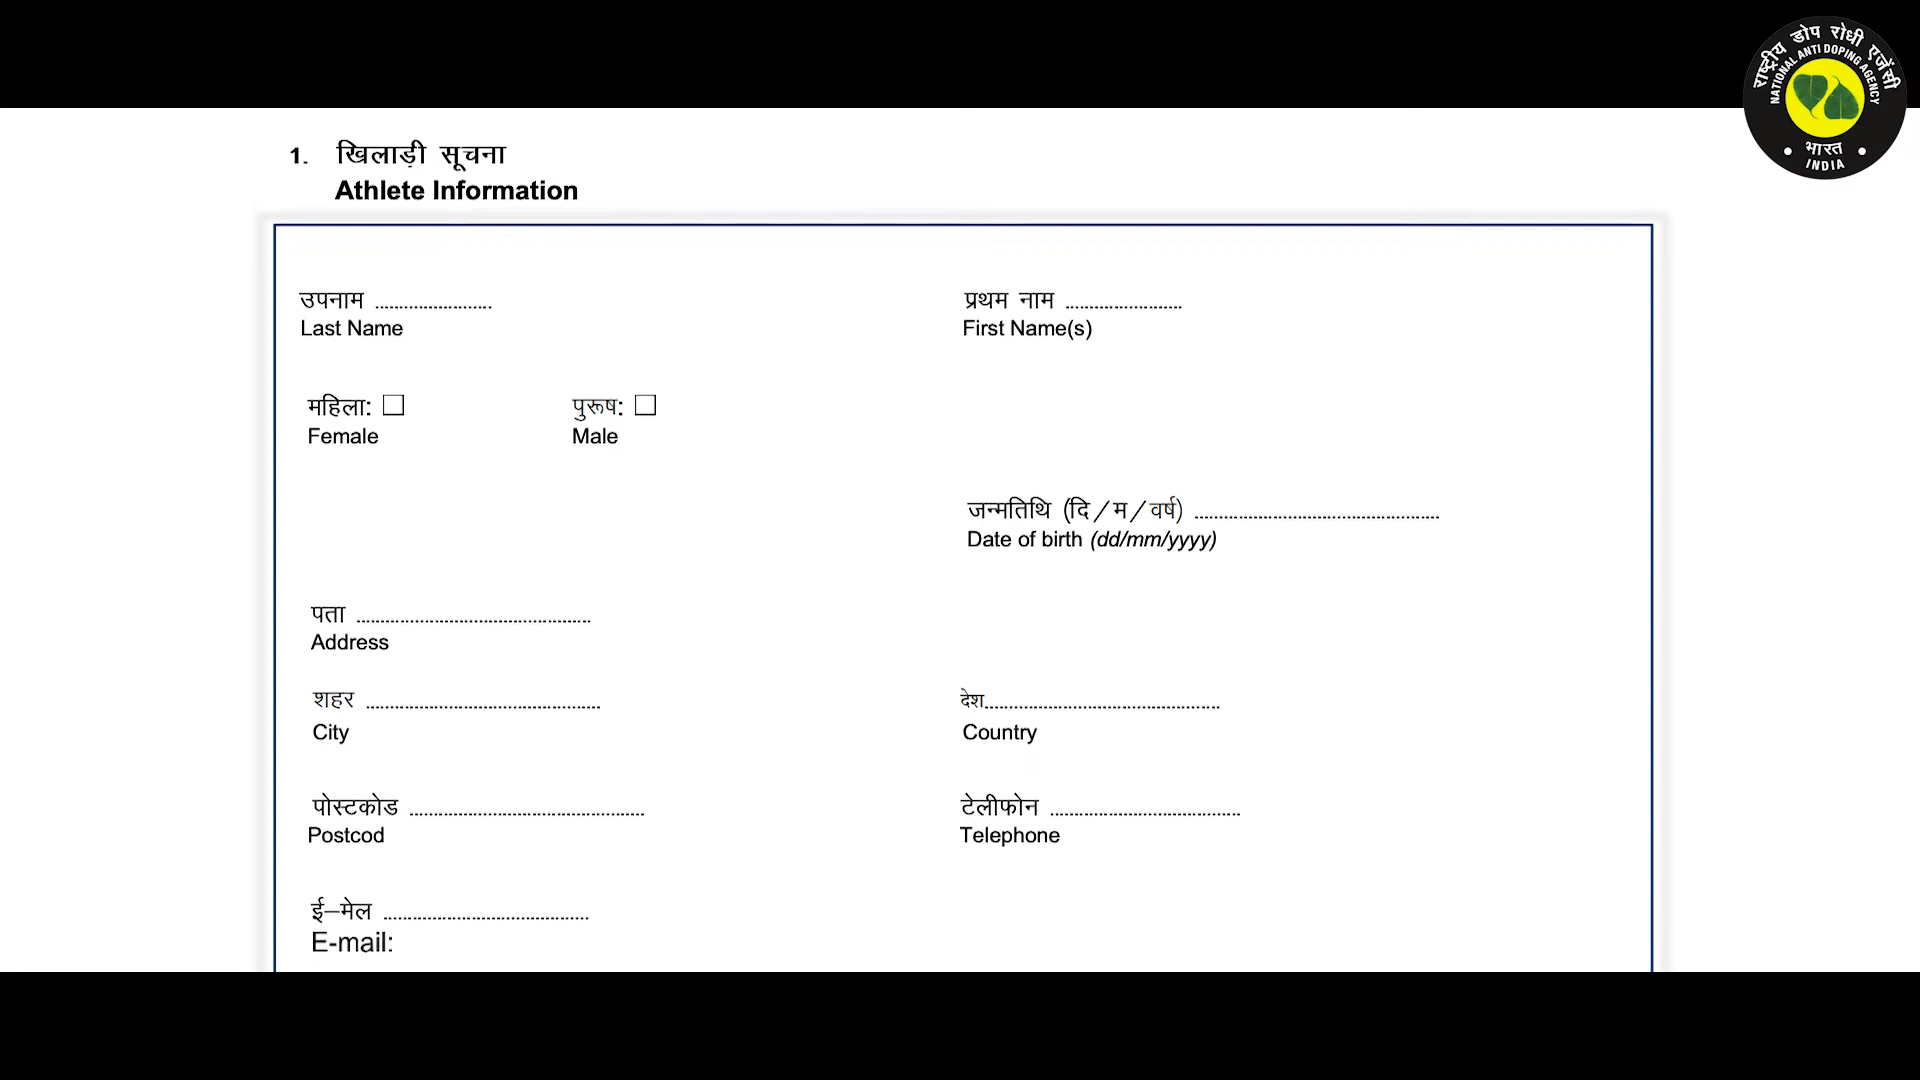 राष्ट्रीय डोप रोधी एजेंसी
NATIONAL ANTI DOPING AGENCY
• भारत •
INDIA
1. खिलाड़ी सूचना
Athlete Information
उपनाम ........................ प्रथम नाम ........................
Last Name First Name(s)
महिला: ☐ पुरूष: ☐
Female Male
जन्मतिथि (दि/म/वर्ष) ..................................................
Date of birth (dd/mm/yyyy)
पता ................................................
Address
शहर ................................................ देश................................................
City Country
पोस्टकोड ................................................ टेलीफोन .......................................
Postcod Telephone
ई–मेल ..........................................
E-mail: